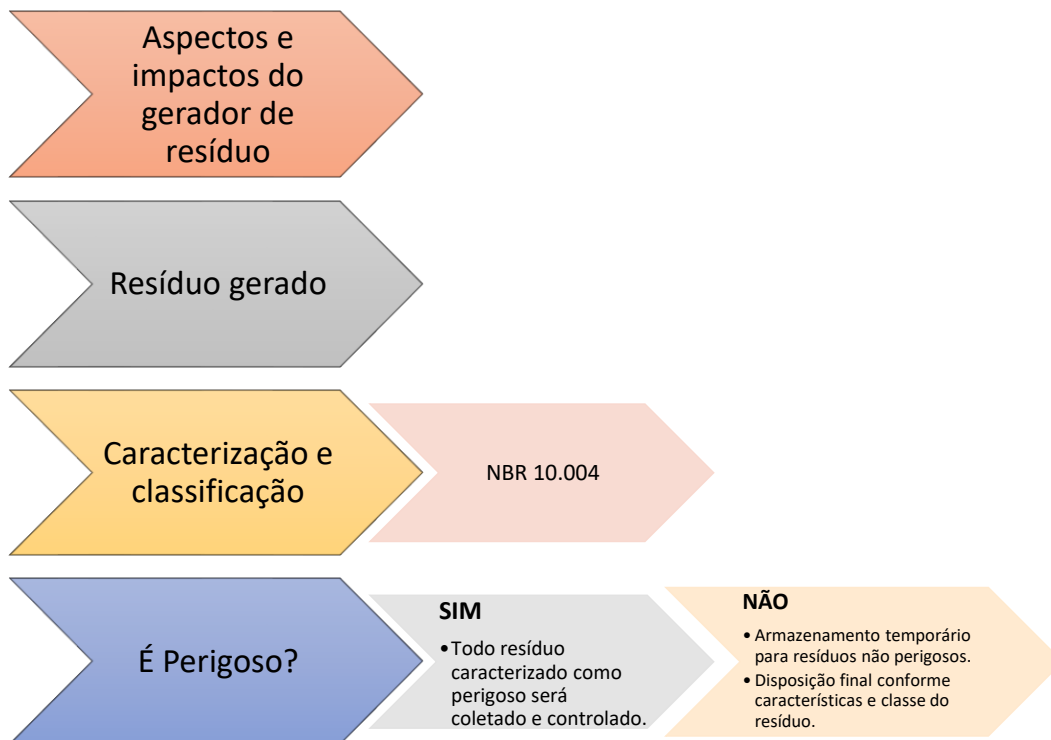 Aspectos e
impactos do
gerador de
resíduo
Resíduo gerado
Caracterização e
classificação
NBR 10.004
É Perigoso?
SIM
•Todo resíduo
caracterizado como
perigoso será
coletado e controlado.
NÃO
• Armazenamento temporário
para resíduos não perigosos.
• Disposição final conforme
características e classe do
resíduo.